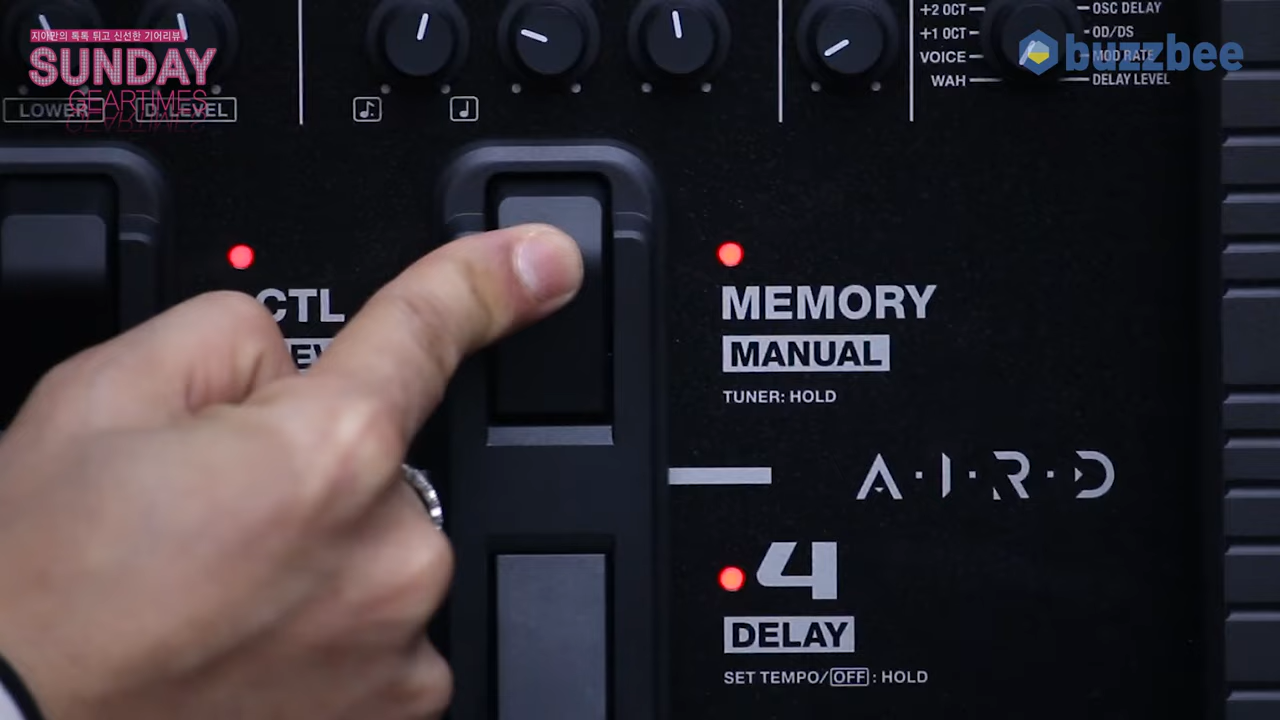 지아만의 톡톡 튀고 신선한 기어리뷰
SUNDAY
GEARTIMES
LOWER
D.LEVEL
+2 OCT
+1 OCT
VOICE
WAH
OSC DELAY
OD/DS
MOD RATE
DELAY LEVEL
buzzbee
CTL
MEMORY
MANUAL
TUNER: HOLD
A·I·R·D
4
DELAY
SET TEMPO/OFF: HOLD